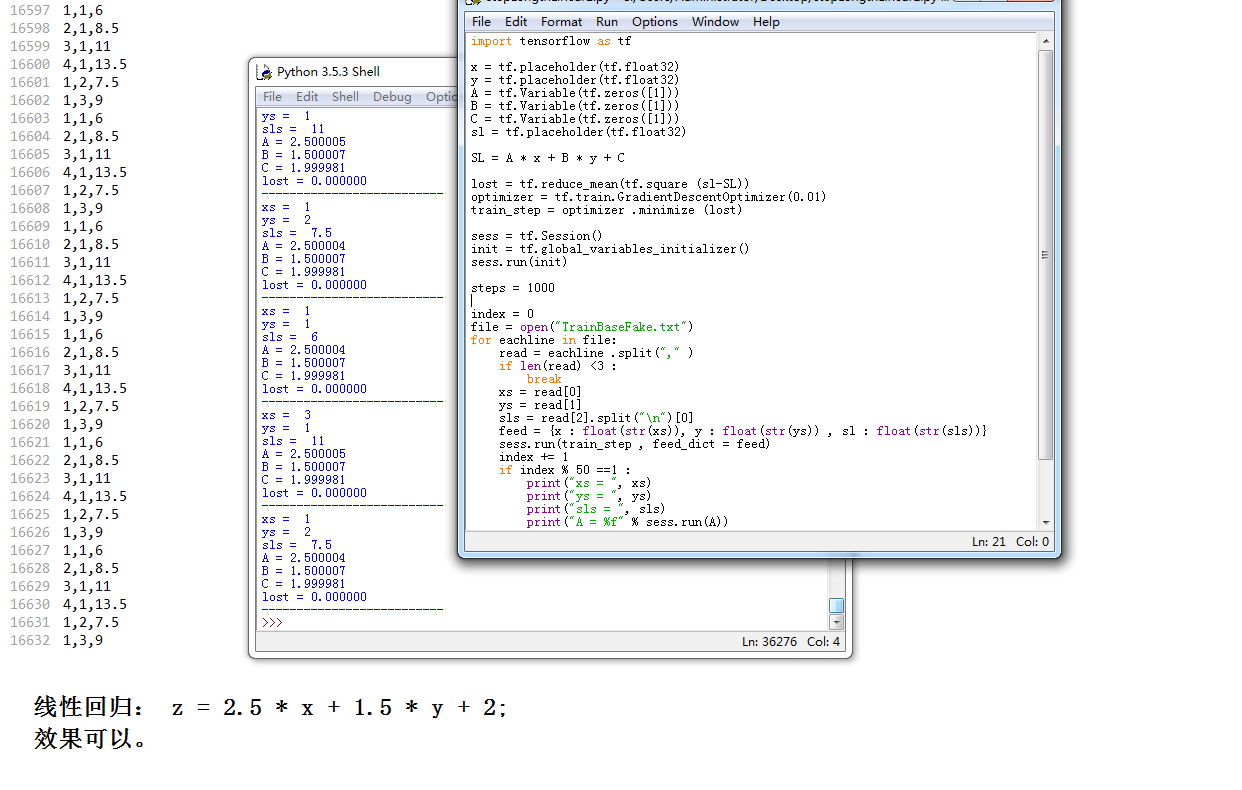 16597 1,1,6
16598 2,1,8.5
16599 3,1,11
16600 4,1,13.5
16601 1,2,7.5
16602 1,3,9
16603 1,1,6
16604 2,1,8.5
16605 3,1,11
16606 4,1,13.5
16607 1,2,7.5
16608 1,3,9
16609 1,1,6
16610 2,1,8.5
16611 3,1,11
16612 4,1,13.5
16613 1,2,7.5
16614 1,3,9
16615 1,1,6
16616 2,1,8.5
16617 3,1,11
16618 4,1,13.5
16619 1,2,7.5
16620 1,3,9
16621 1,1,6
16622 2,1,8.5
16623 3,1,11
16624 4,1,13.5
16625 1,2,7.5
16626 1,3,9
16627 1,1,6
16628 2,1,8.5
16629 3,1,11
16630 4,1,13.5
16631 1,2,7.5
16632 1,3,9
Python 3.5.3 Shell
File Edit Shell Debug Optic
ys =  1
sls =  11
A = 2.500005
B = 1.500007
C = 1.999981
lost = 0.000000
--------------------------
xs =  1
ys =  2
sls =  7.5
A = 2.500004
B = 1.500007
C = 1.999981
lost = 0.000000
--------------------------
xs =  1
ys =  1
sls =  6
A = 2.500004
B = 1.500007
C = 1.999981
lost = 0.000000
--------------------------
xs =  3
ys =  1
sls =  11
A = 2.500005
B = 1.500007
C = 1.999981
lost = 0.000000
--------------------------
xs =  1
ys =  2
sls =  7.5
A = 2.500004
B = 1.500007
C = 1.999981
lost = 0.000000
--------------------------
>>>
Ln: 36276 Col: 4
File Edit Format Run Options Window Help
import tensorflow as tf
x = tf.placeholder(tf.float32)
y = tf.placeholder(tf.float32)
A = tf.Variable(tf.zeros([1]))
B = tf.Variable(tf.zeros([1]))
C = tf.Variable(tf.zeros([1]))
sl = tf.placeholder(tf.float32)
SL = A * x + B * y + C
lost = tf.reduce_mean(tf.square (sl-SL))
optimizer = tf.train.GradientDescentOptimizer(0.01)
train_step = optimizer .minimize (lost)
sess = tf.Session()
init = tf.global_variables_initializer()
sess.run(init)
steps = 1000
index = 0
file = open("TrainBaseFake.txt")
for eachline in file:
    read = eachline .split("," )
    if len(read) <3 :
        break
    xs = read[0]
    ys = read[1]
    sls = read[2].split("\n")[0]
    feed = {x : float(str(xs)), y : float(str(ys)) , sl : float(str(sls))}
    sess.run(train_step , feed_dict = feed)
    index += 1
    if index % 50 ==1 :
        print("xs = ", xs)
        print("ys = ", ys)
        print("sls = ", sls)
        print("A = %f" % sess.run(A))
Ln: 21 Col: 0
线性回归： z = 2.5 * x + 1.5 * y + 2;
效果可以。